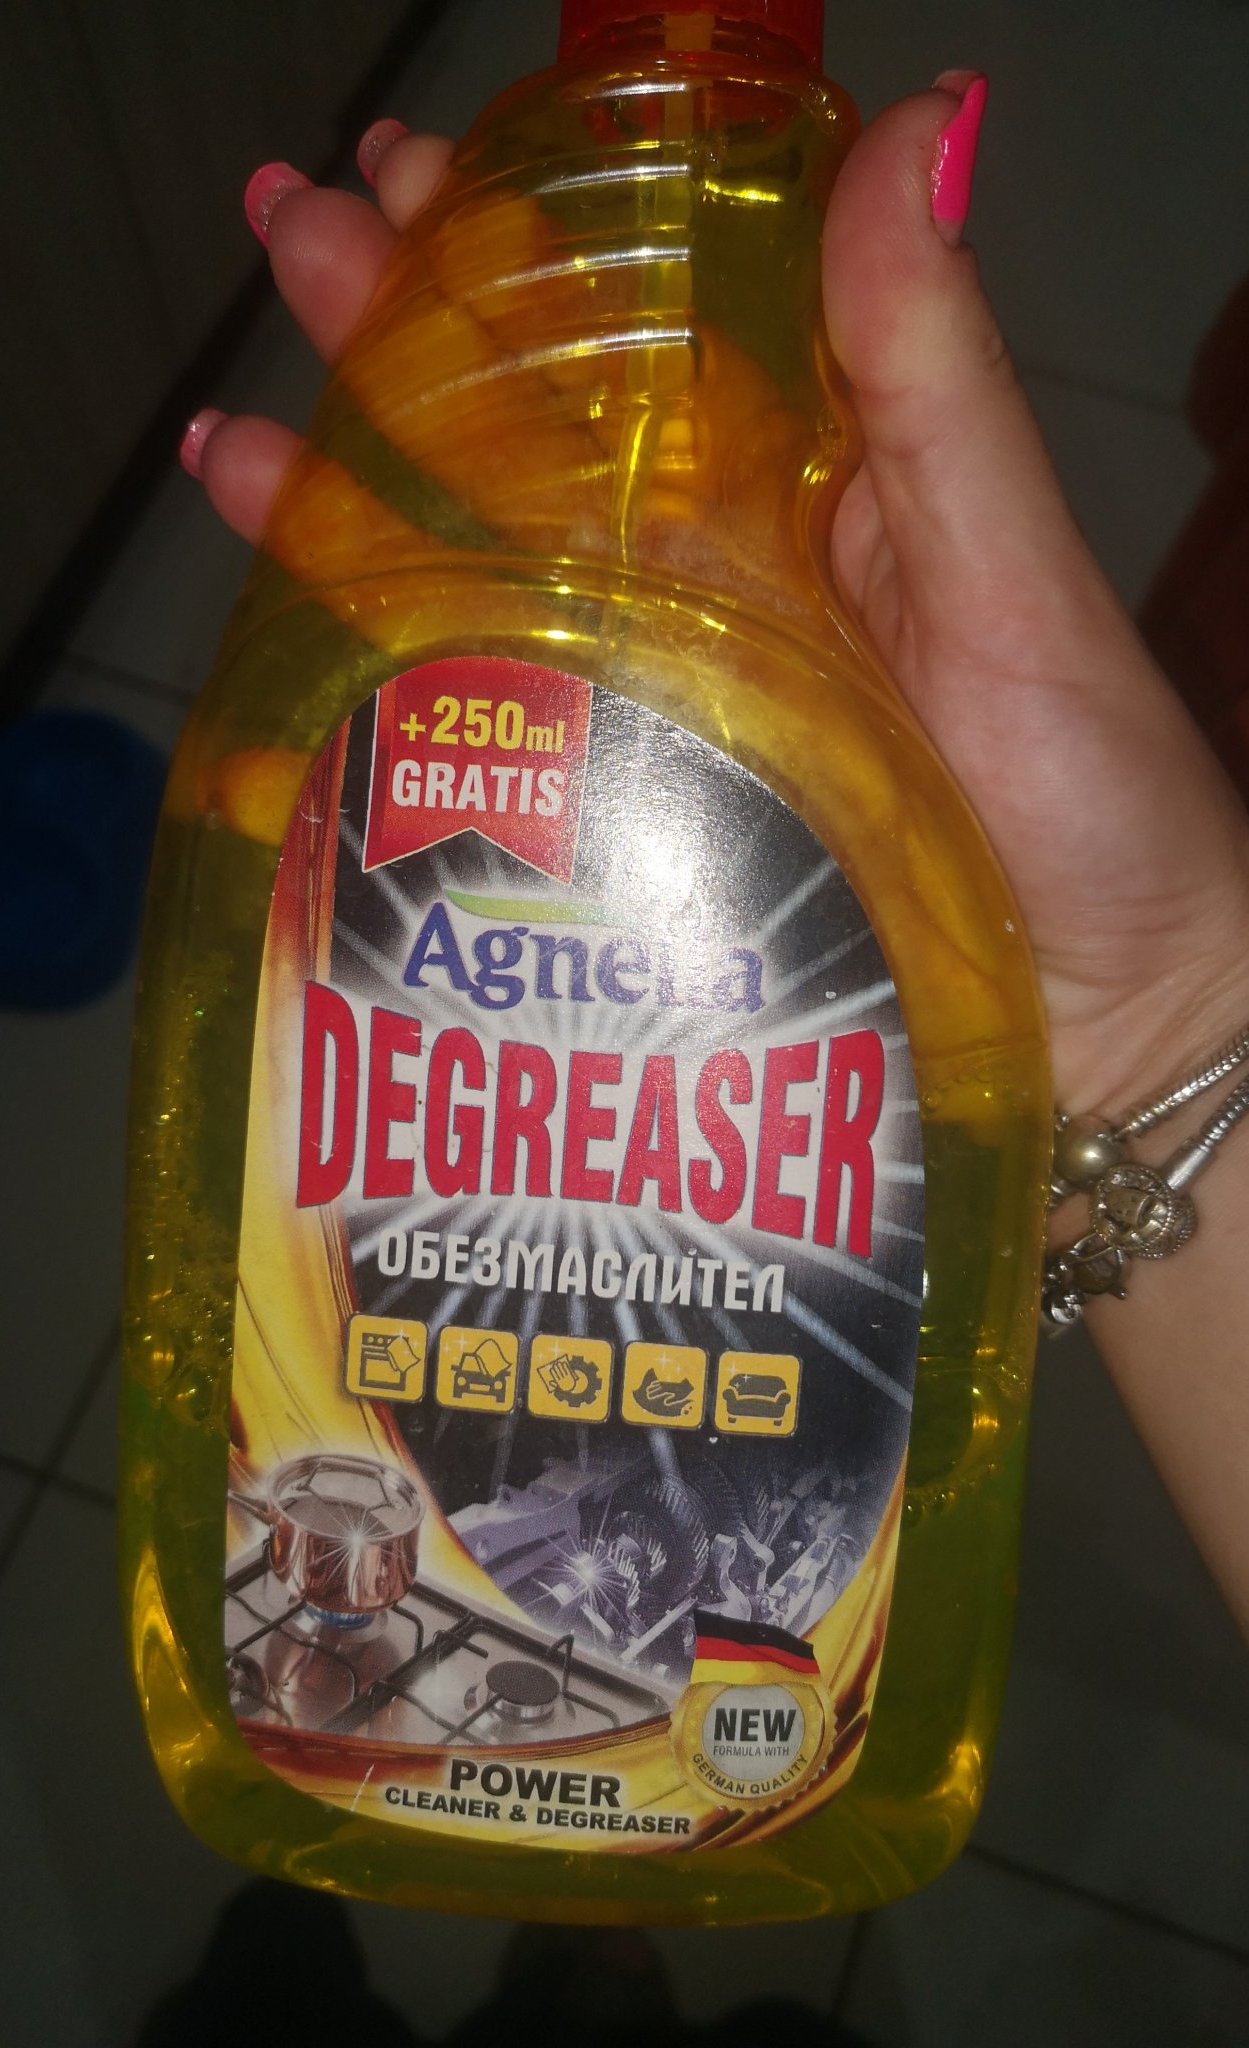 +250ml
GRATIS
Agnella
DEGREASER
ОБЕЗМАСЛИТЕЛ
NEW
FORMULA WITH
GERMAN QUALITY
POWER
CLEANER & DEGREASER